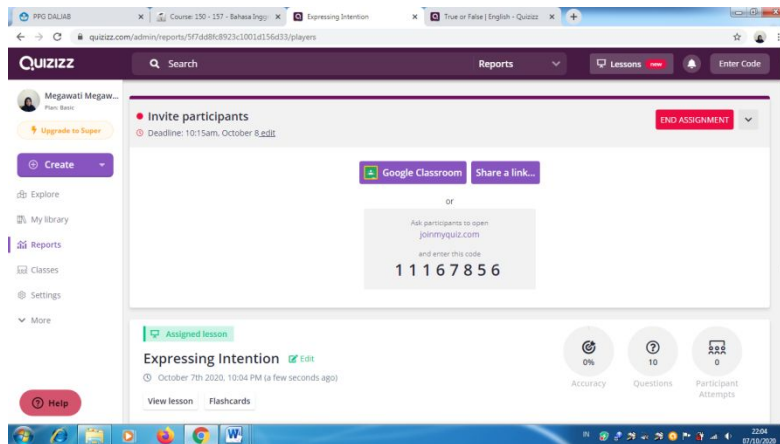 PPG DALJAB
Course: 150 - 157 - Bahasa Inggr
Expressing Intention
True or False | English - Quizizz
quizizz.com/admin/reports/5f7dd8fc8923c1001d156d33/players
QUIZIZZ
Search
Reports
Lessons new
Enter Code
Megawati Megaw...
Plan: Basic
Upgrade to Super
Create
Explore
My library
Reports
Classes
Settings
More
Help
Invite participants
Deadline: 10:15am, October 8 edit
END ASSIGNMENT
Google Classroom
Share a link...
or
Ask participants to open
joinmyquiz.com
and enter this code
11167856
Assigned lesson
Expressing Intention Edit
October 7th 2020, 10:04 PM (a few seconds ago)
View lesson
Flashcards
0%
Accuracy
10
Questions
0
Participant
Attempts
IN
22:04
07/10/2020